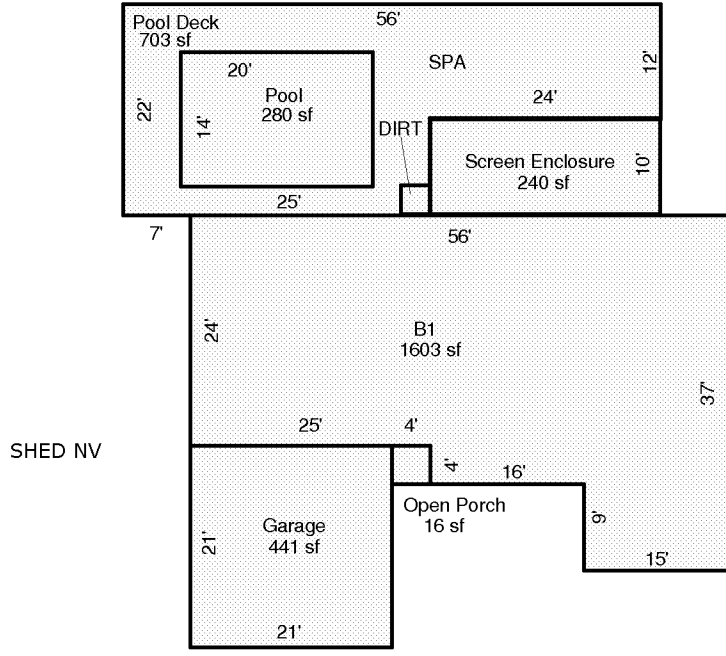 Pool Deck
703 sf
56'
20'
SPA
12'
Pool
280 sf
22'
14'
24'
DIRT
Screen Enclosure
240 sf
10'
25'
7'
56'
24'
B1
1603 sf
37'
25'
4'
SHED NV
4'
16'
Open Porch
16 sf
9'
Garage
441 sf
21'
15'
21'